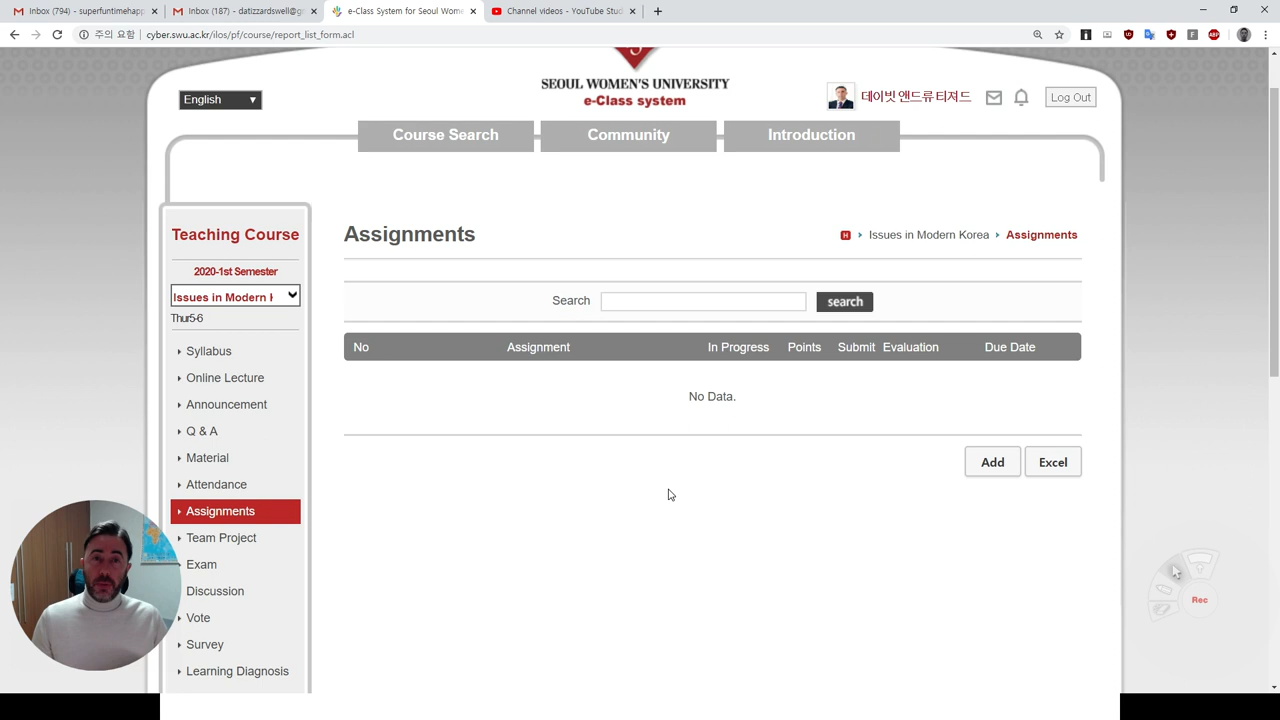 Inbox (794) - superfuntimehapp
Inbox (187) - datizzardswell@g
e-Class System for Seoul Wome
Channel videos - YouTube Stud
주의 요함
cyber.swu.ac.kr/ilos/pf/course/report_list_form.acl
English
SEOUL WOMEN'S UNIVERSITY
e-Class system
데이빗 앤드류 티저드
Log Out
Course Search
Community
Introduction
Teaching Course
2020-1st Semester
Issues in Modern K
Thur5-6
Syllabus
Online Lecture
Announcement
Q & A
Material
Attendance
Assignments
Team Project
Exam
Discussion
Vote
Survey
Learning Diagnosis
Assignments
H Issues in Modern Korea Assignments
Search
search
No Assignment In Progress Points Submit Evaluation Due Date
No Data.
Add
Excel
Rec